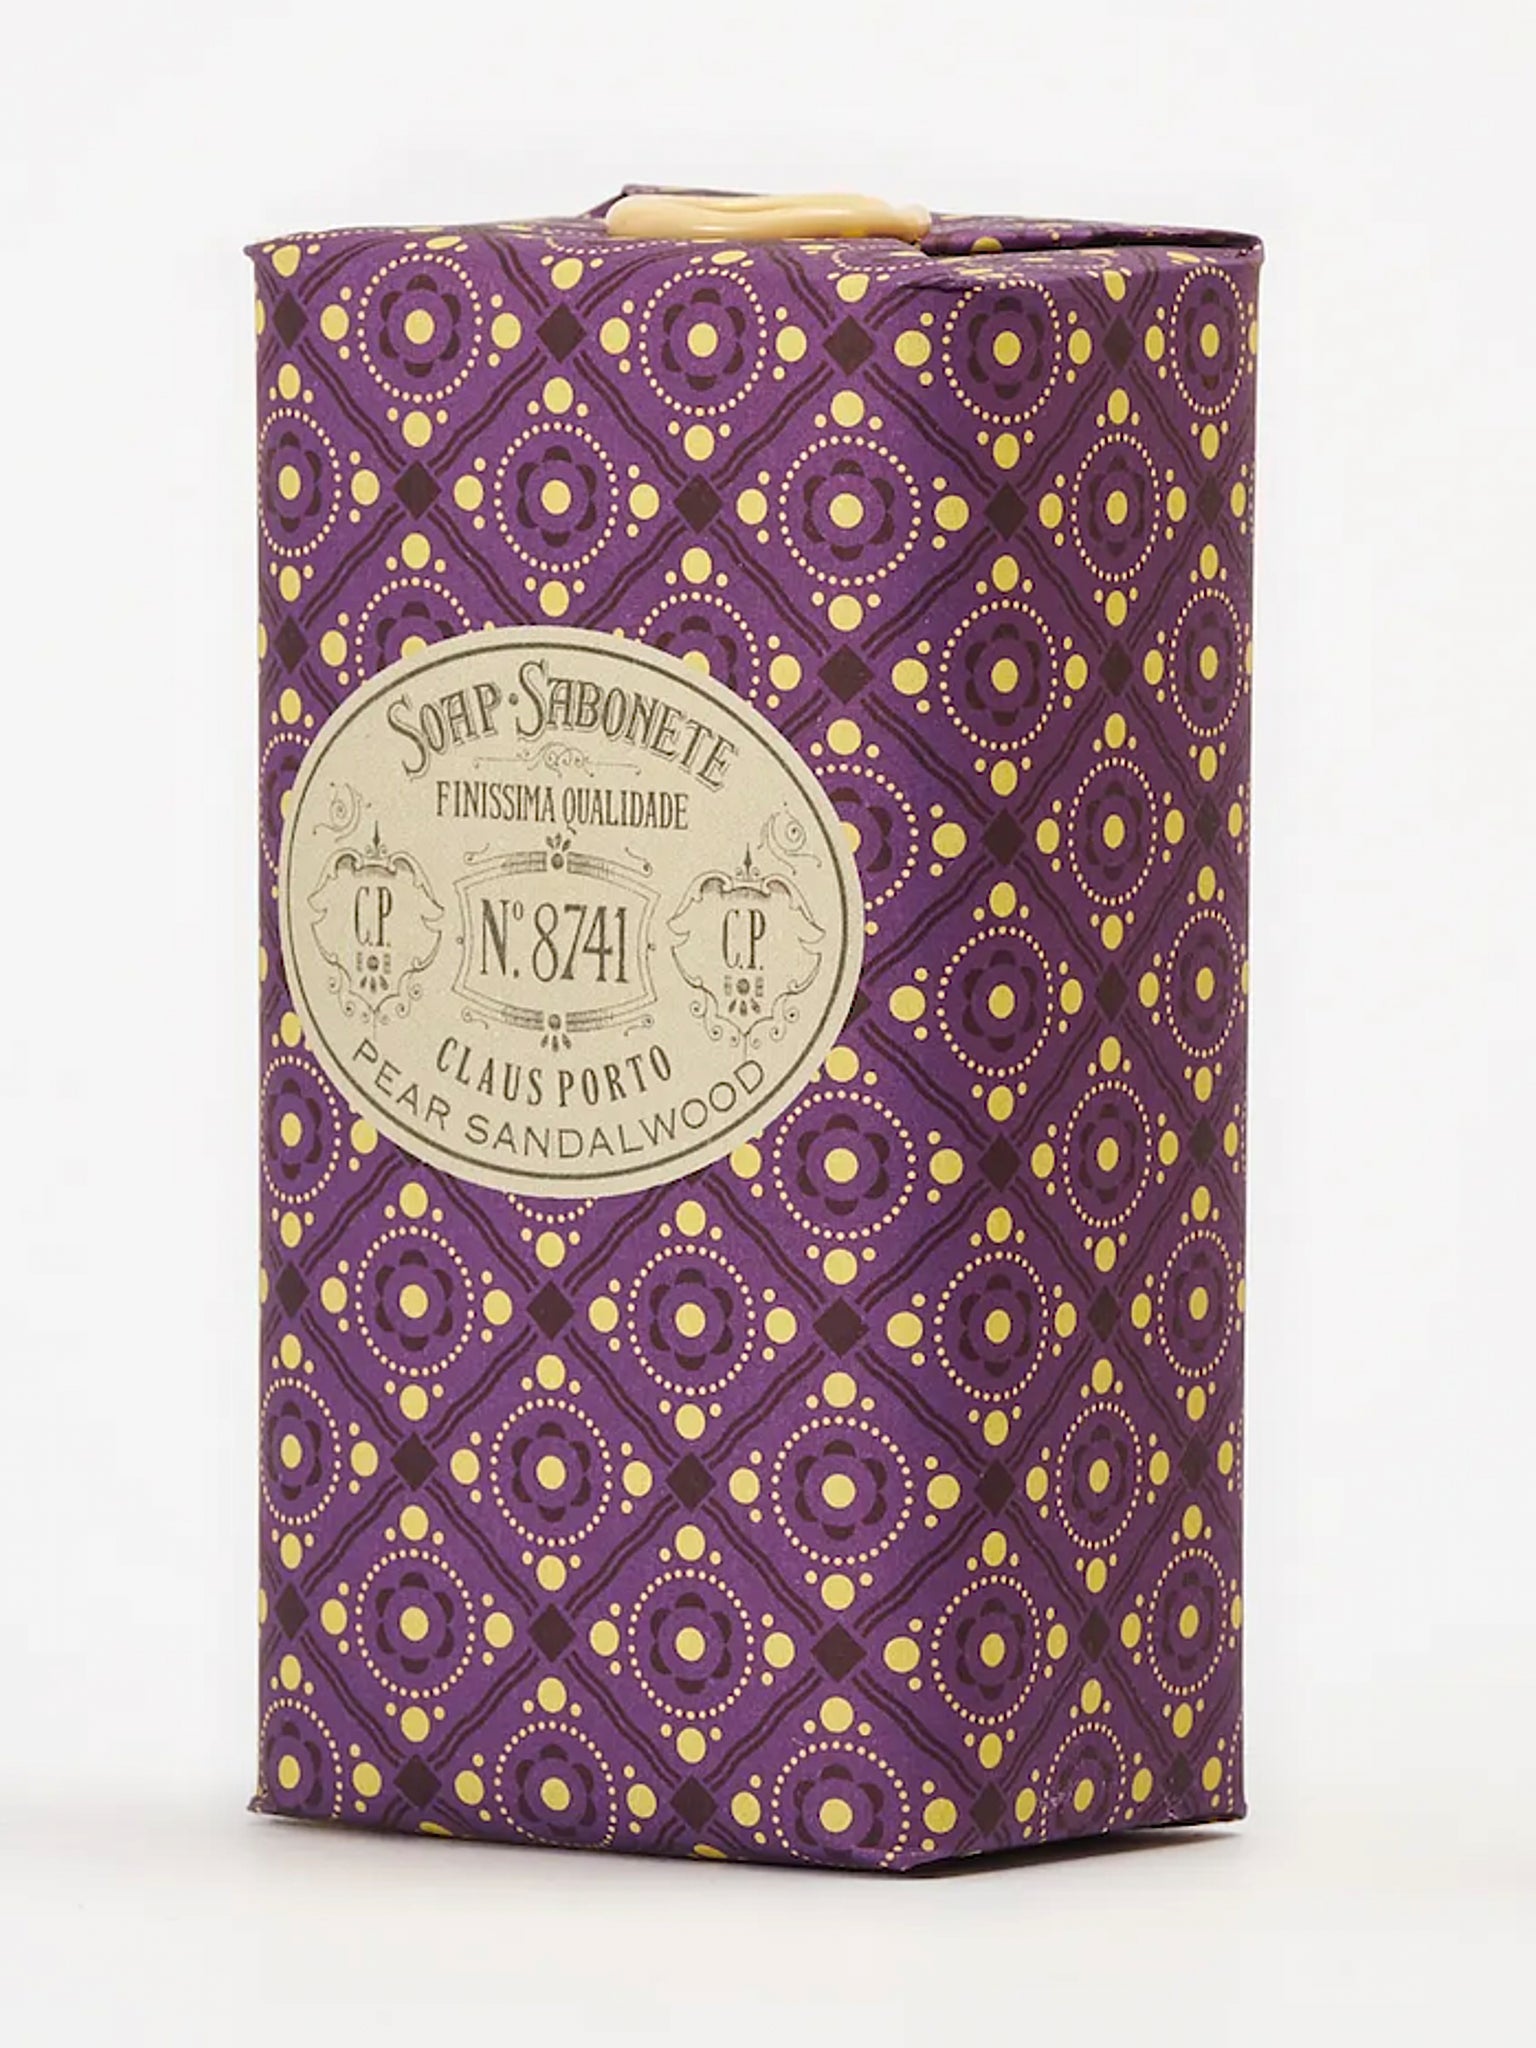 SOAP · SABONETE
FINISSIMA QUALIDADE
C.P.
Nº. 8741
C.P.
CLAUS PORTO
PEAR SANDALWOOD